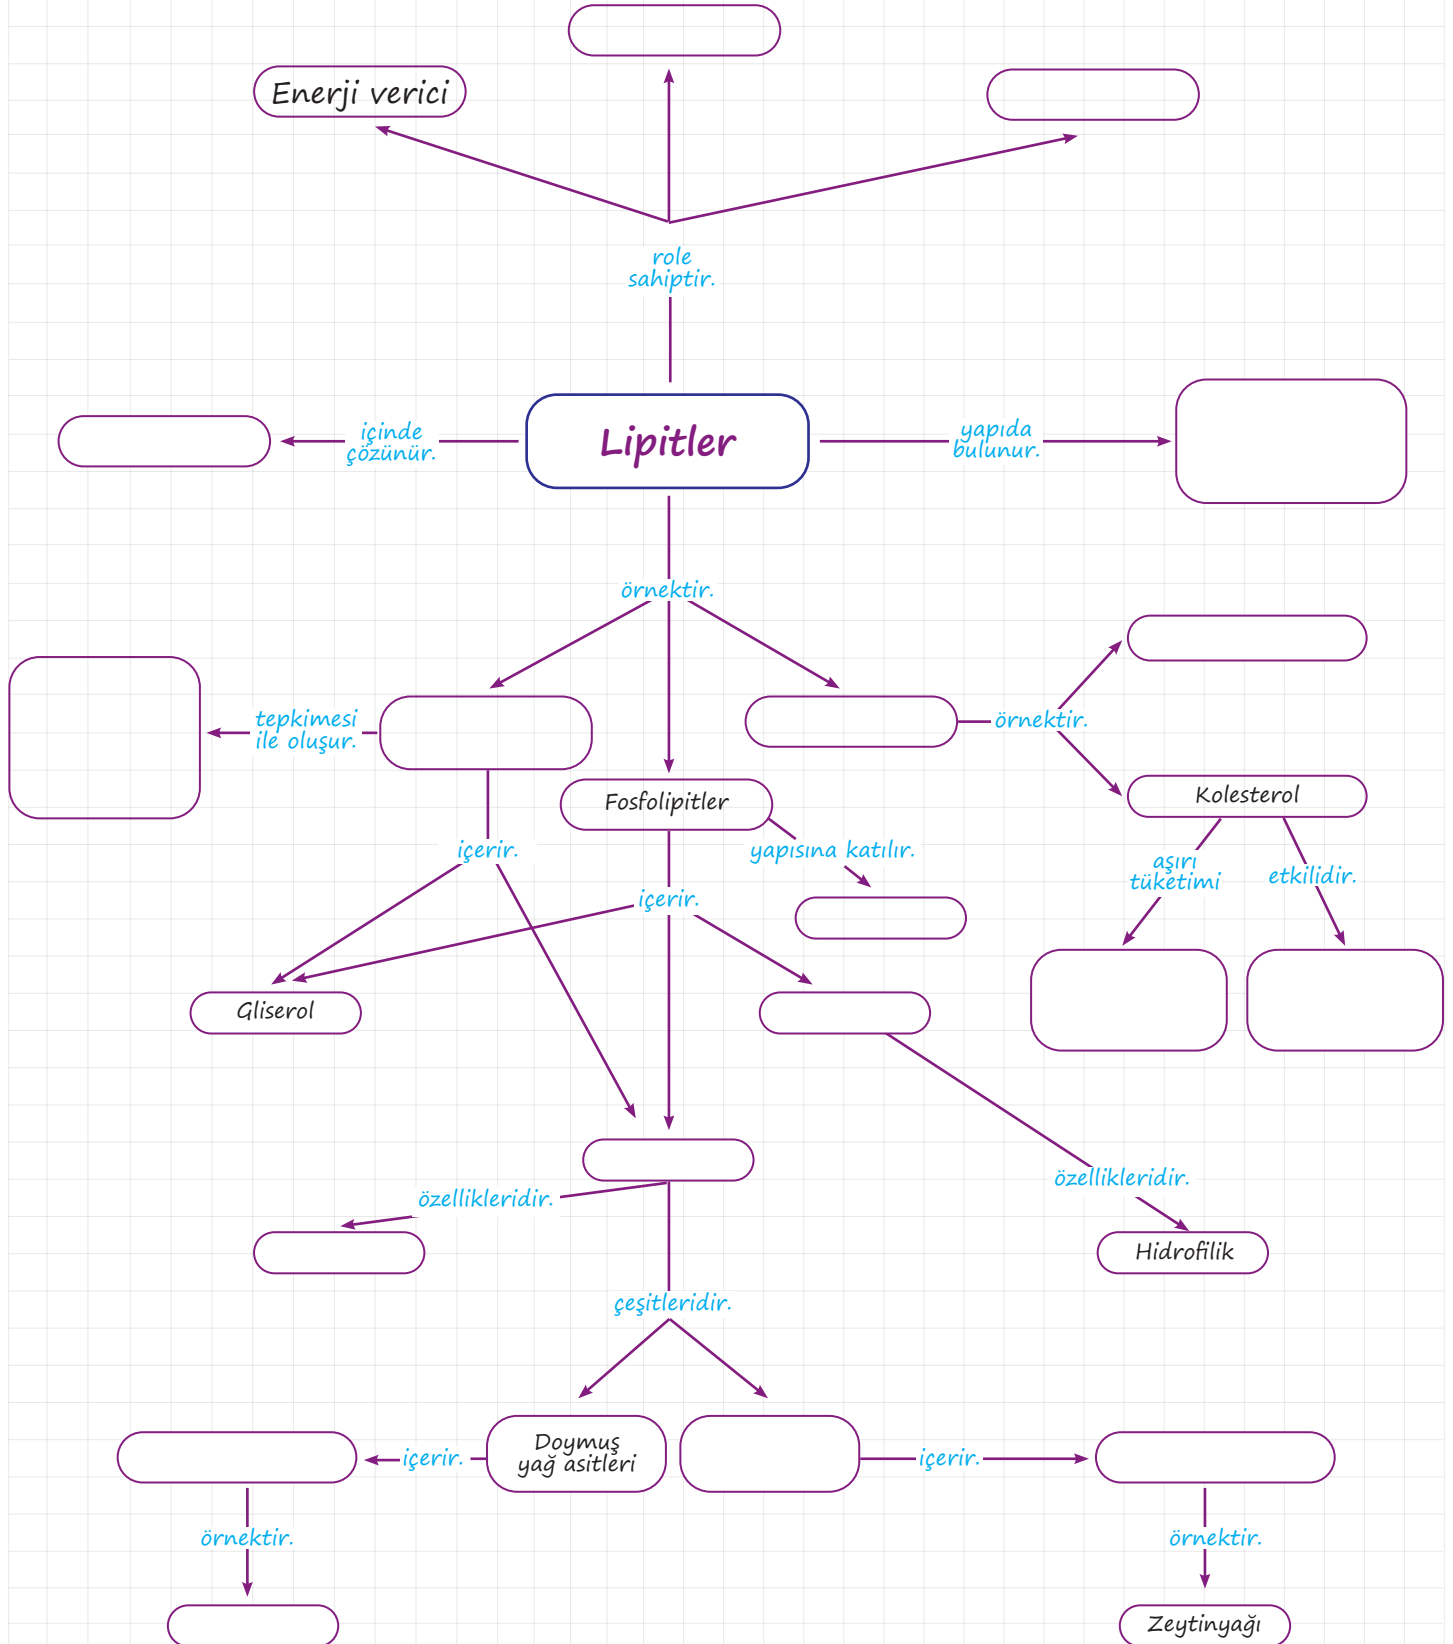 Enerji verici
role
sahiptir.
içinde
çözünür.
Lipitler
yapıda
bulunur.
örnektir.
tepkimesi
ile oluşur.
örnektir.
Fosfolipitler
Kolesterol
içerir.
yapısına katılır.
aşırı
tüketimi
etkilidir.
içerir.
Gliserol
özellikleridir.
özellikleridir.
Hidrofilik
çeşitleridir.
Doymuş
yağ asitleri
içerir.
içerir.
örnektir.
örnektir.
Zeytinyağı